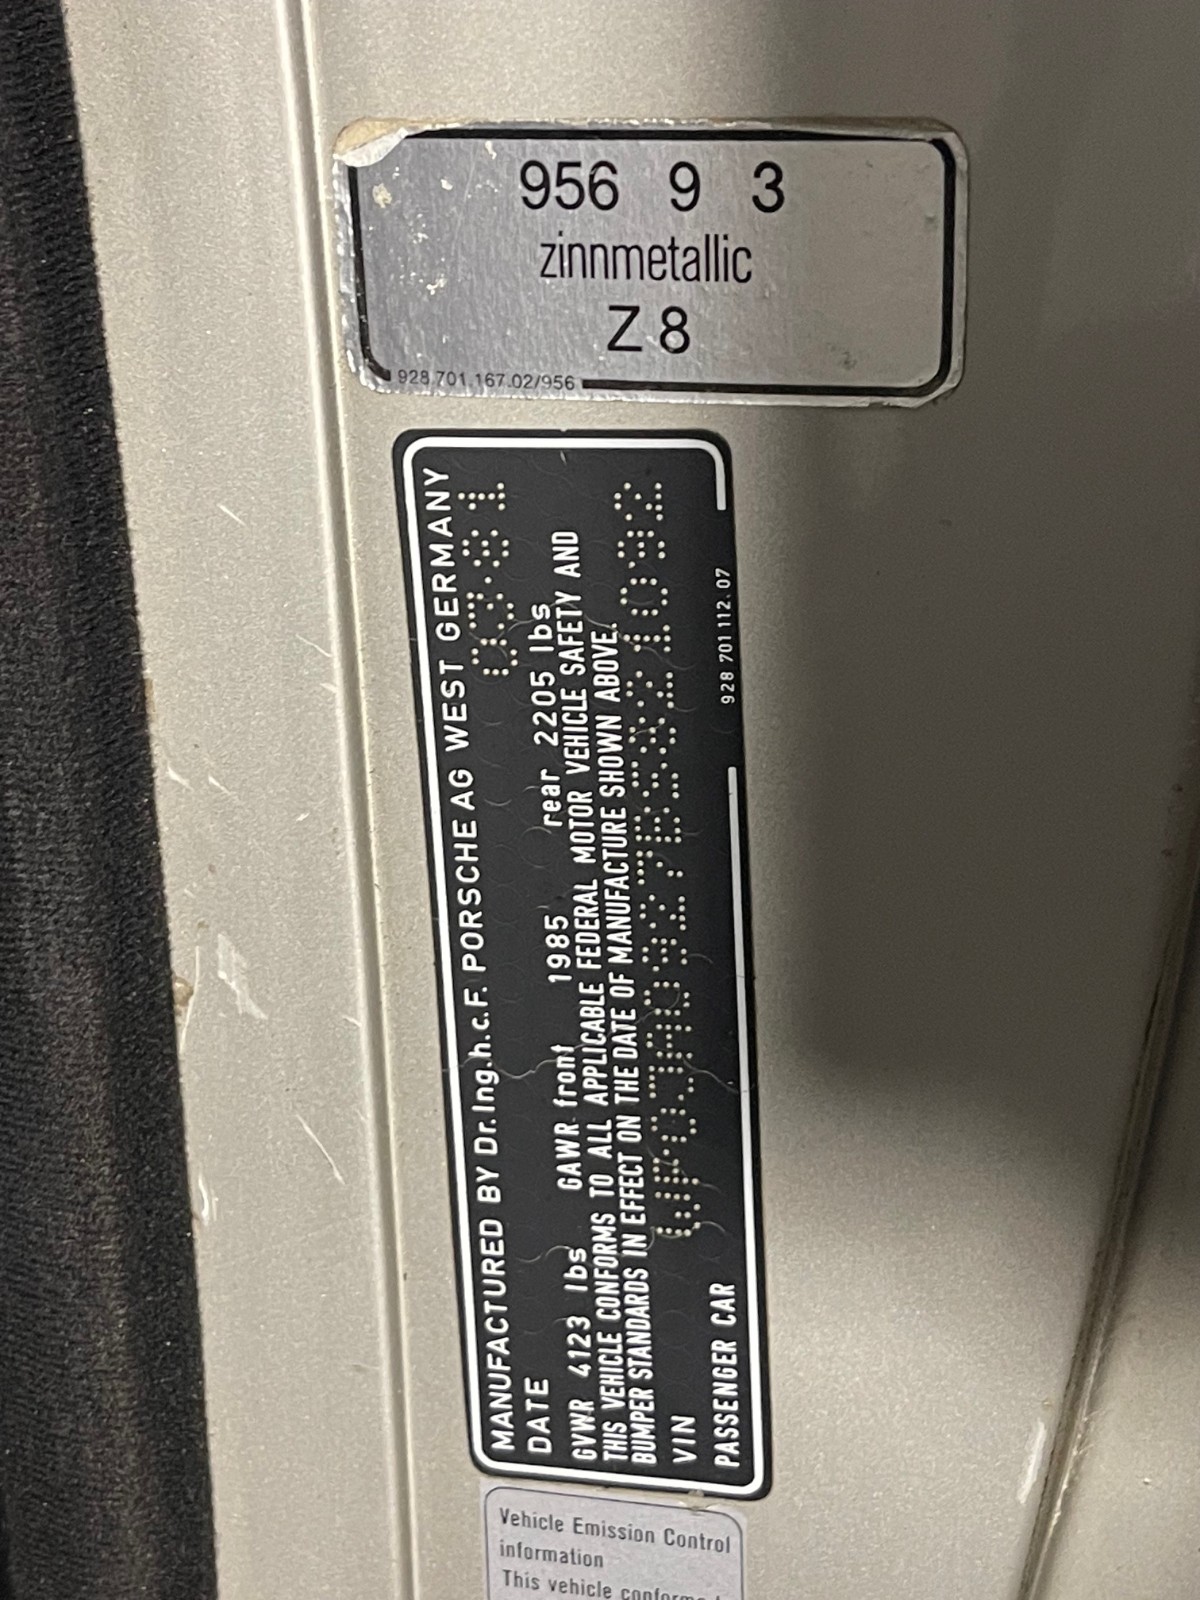 956 9 3
zinnmetallic
Z 8
928.701.167.02/956
MANUFACTURED BY Dr.Ing.h.c.F. PORSCHE AG WEST GERMANY
DATE 03·81
GVWR 4123 lbs GAWR front 1985 rear 2205 lbs
THIS VEHICLE CONFORMS TO ALL APPLICABLE FEDERAL MOTOR VEHICLE SAFETY AND
BUMPER STANDARDS IN EFFECT ON THE DATE OF MANUFACTURE SHOWN ABOVE.
VIN WP0JA0927BS821092
PASSENGER CAR
928 701 112.07
Vehicle Emission Control
information
This vehicle